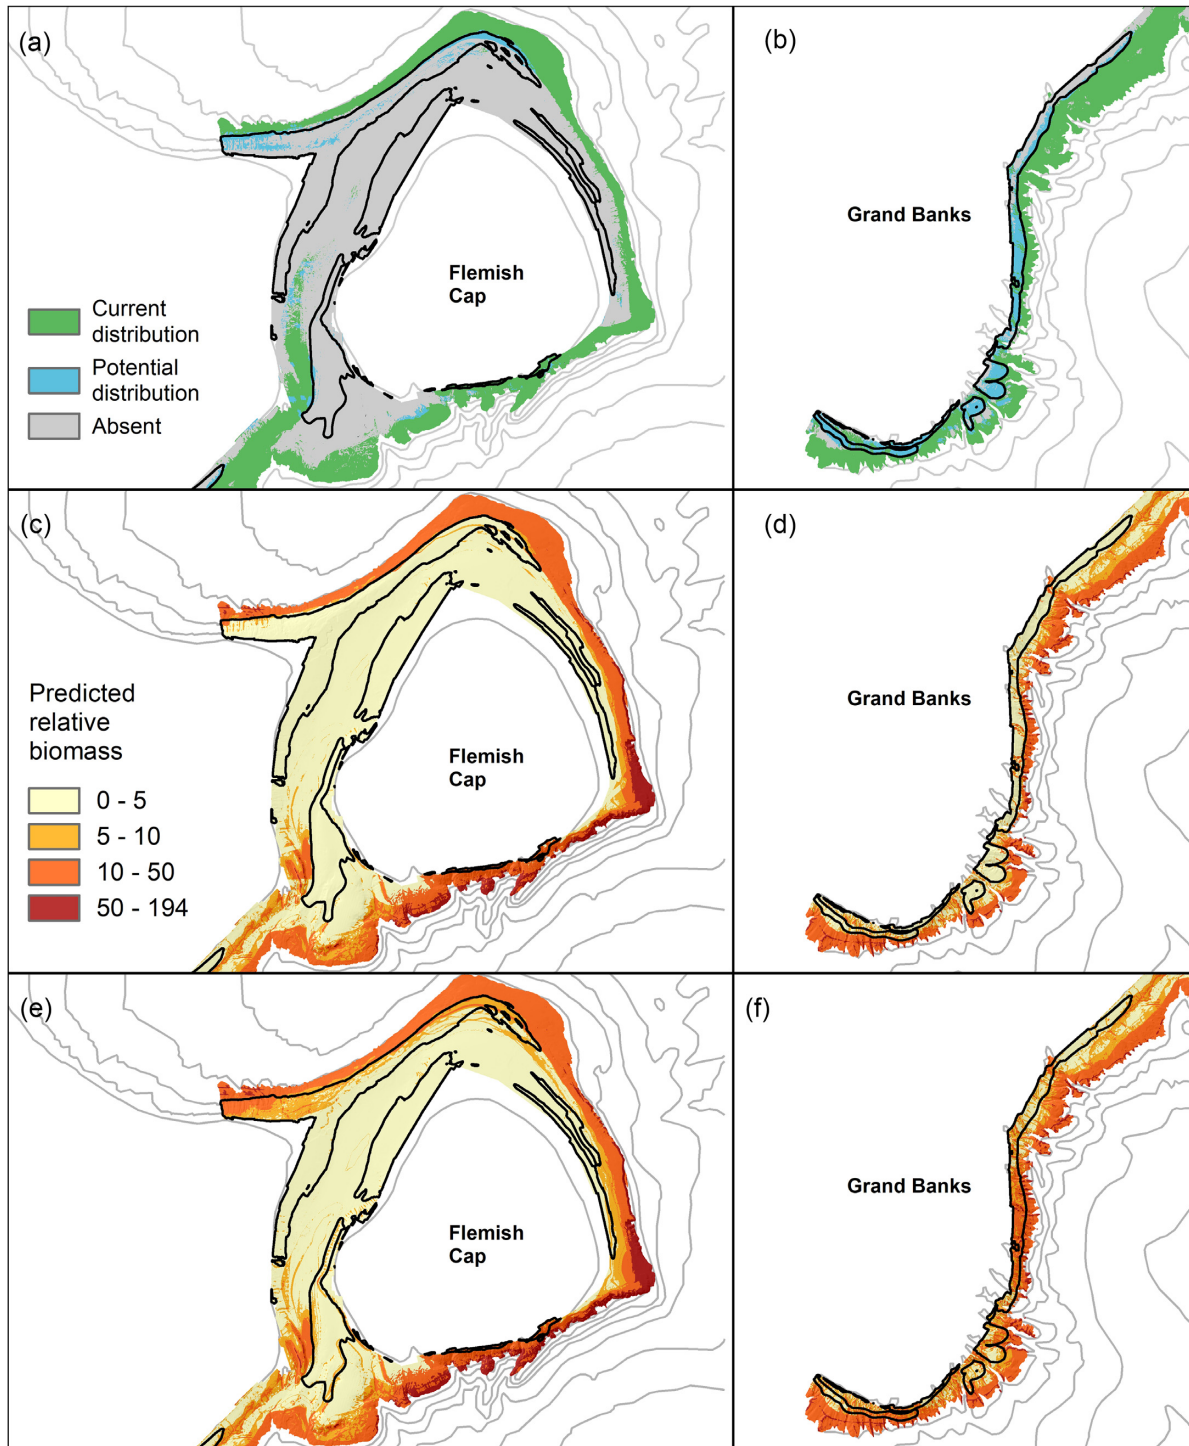 (a)
Flemish
Cap
Current
distribution
Potential
distribution
Absent
(b)
Grand Banks
(c)
Flemish
Cap
Predicted
relative
biomass
0 - 5
5 - 10
10 - 50
50 - 194
(d)
Grand Banks
(e)
Flemish
Cap
(f)
Grand Banks